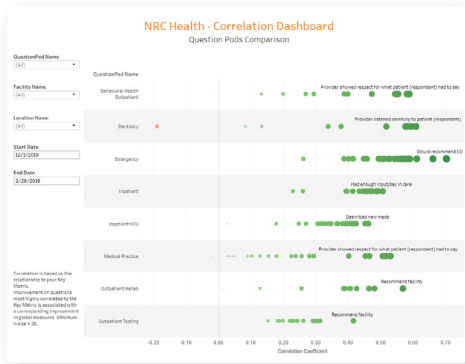 NRC Health - Correlation Dashboard
Question Pods Comparison
QuestionPod Name
(All)
Facility Name
(All)
Location Name
(All)
Start Date
12/1/2018
End Date
2/28/2019
Correlation is based on the
relationship to your Key
Metric.
Improvement on questions
most highly correlated to the
Key Metric is associated with
a corresponding improvement
in global measures. Minimum
n size = 30.
QuestionPod Name
Behavioral Health
Outpatient
Provider showed respect for what patient (respondent) had to say
Dentistry
Provider listened carefully to patient (respondent)
Emergency
Would recommend ED
Inpatient
Had enough input/say in care
Inpatient+ICU
Described new meds
Medical Practice
Provider showed respect for what patient (respondent) had to say
Outpatient Rehab
Recommend facility
Outpatient Testing
Recommend facility
-0.20 -0.10 0.00 0.10 0.20 0.30 0.40 0.50 0.60 0.70
Correlation Coefficient